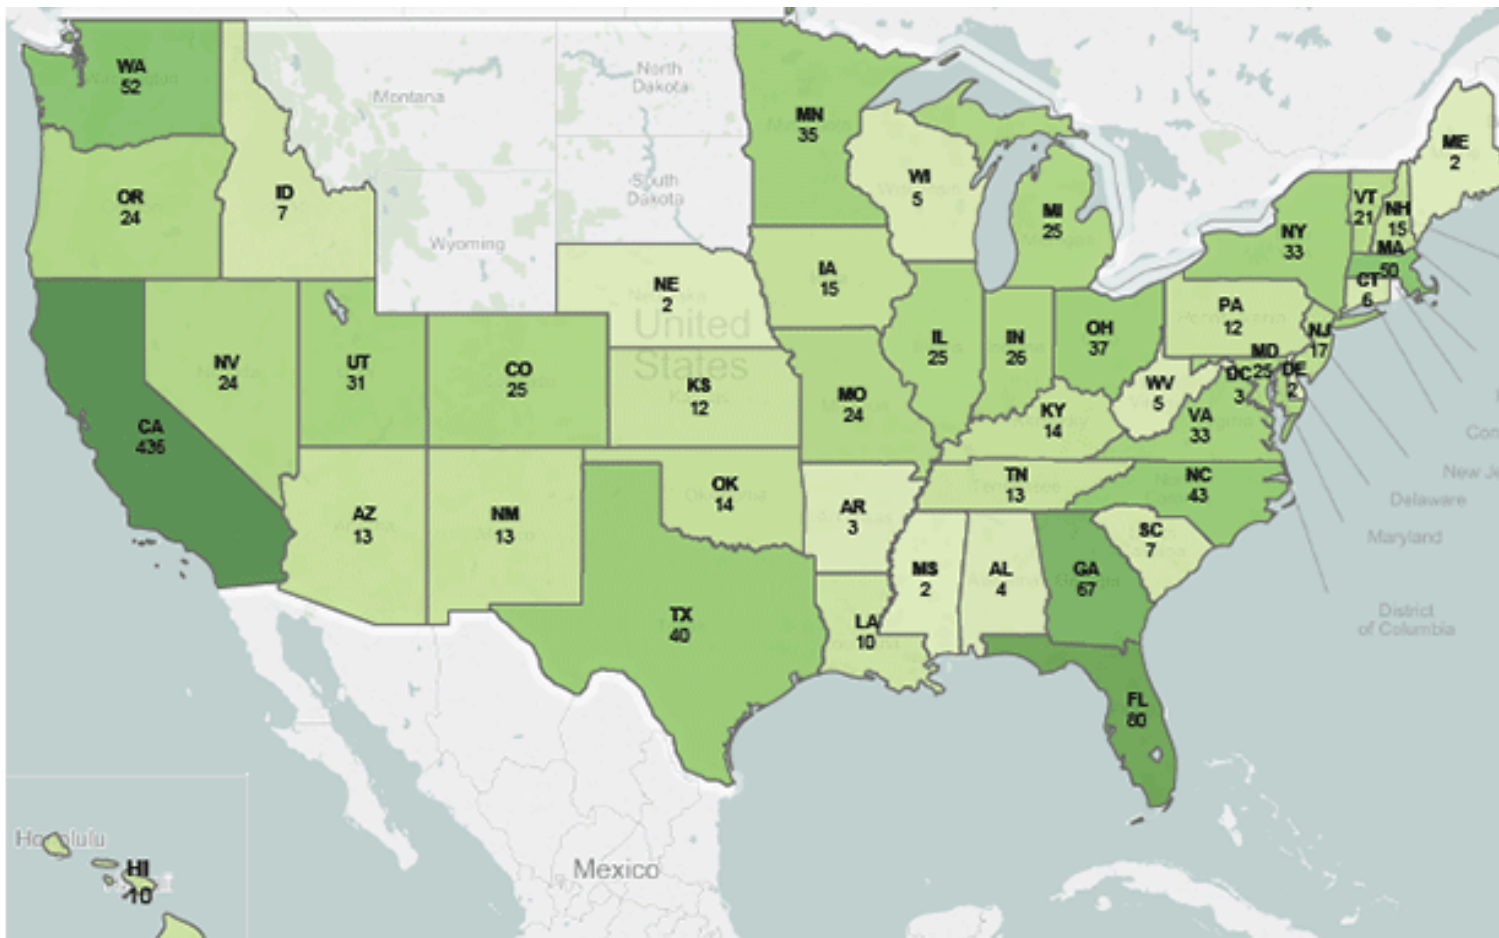 WA
52
Montana
North
Dakota
MN
35
ME
2
OR
24
ID
7
South
Dakota
WI
5
MI
25
VT
21
NH
15
Wyoming
NY
33
MA
50
NE
2
IA
15
CT
6
United
States
PA
12
NV
24
UT
31
CO
25
KS
12
MO
24
IL
25
IN
26
OH
37
NJ
17
MD
25
DE
2
DC
3
WV
5
VA
33
KY
14
CA
436
TN
13
NC
43
Delaware
AZ
13
NM
13
OK
14
AR
3
SC
7
Maryland
MS
2
AL
4
GA
67
TX
40
LA
10
District
of Columbia
FL
80
Honolulu
HI
10
Mexico